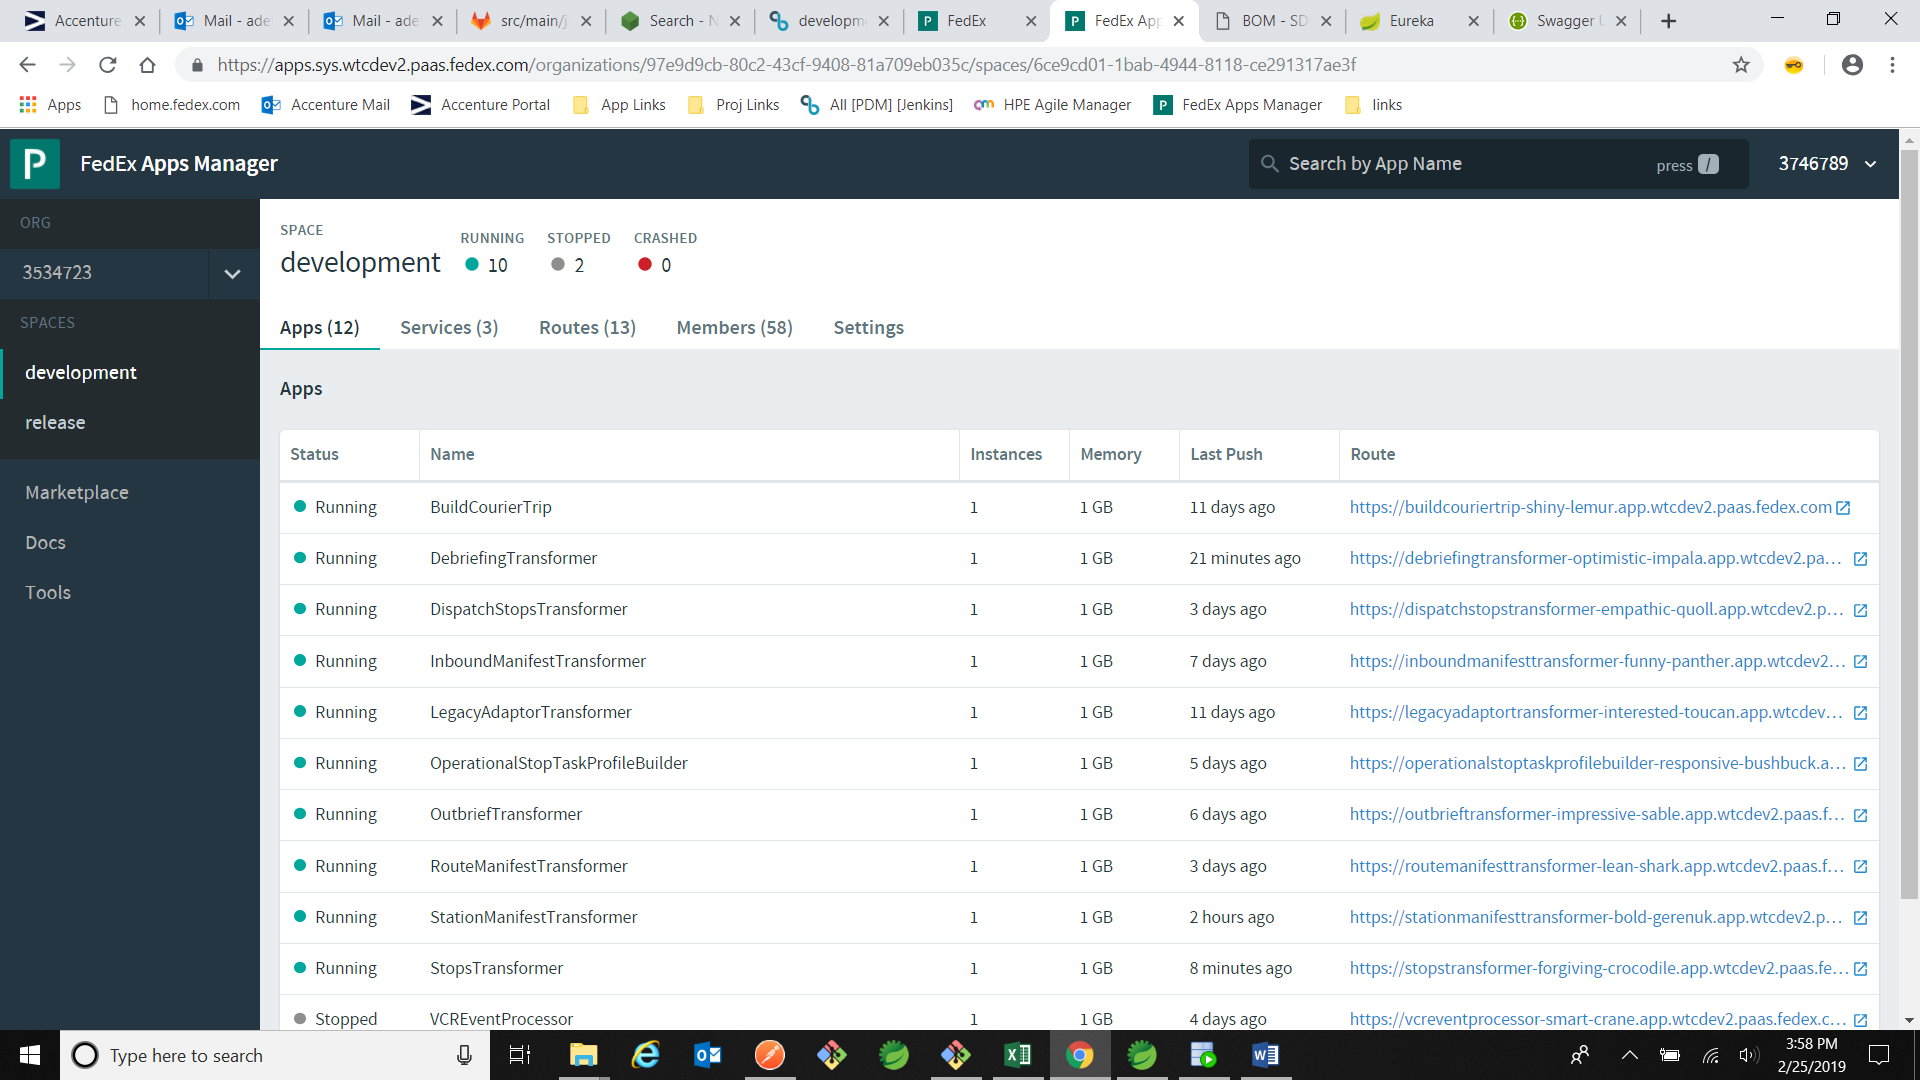 Accenture
Mail - ade
Mail - ade
src/main/j
Search - N
developme
FedEx
FedEx App
BOM - SD
Eureka
Swagger U
https://apps.sys.wtcdev2.paas.fedex.com/organizations/97e9d9cb-80c2-43cf-9408-81a709eb035c/spaces/6ce9cd01-1bab-4944-8118-ce291317ae3f
Apps home.fedex.com Accenture Mail Accenture Portal App Links Proj Links All [PDM] [Jenkins] HPE Agile Manager FedEx Apps Manager links
P FedEx Apps Manager
Search by App Name press /
3746789
ORG
3534723
SPACES
development
release
Marketplace
Docs
Tools
SPACE
development
RUNNING STOPPED CRASHED
10 2 0
Apps (12) Services (3) Routes (13) Members (58) Settings
Apps
Status Name Instances Memory Last Push Route
Running BuildCourierTrip 1 1 GB 11 days ago https://buildcouriertrip-shiny-lemur.app.wtcdev2.paas.fedex.com
Running DebriefingTransformer 1 1 GB 21 minutes ago https://debriefingtransformer-optimistic-impala.app.wtcdev2.pa...
Running DispatchStopsTransformer 1 1 GB 3 days ago https://dispatchstopstransformer-empathic-quoll.app.wtcdev2.p...
Running InboundManifestTransformer 1 1 GB 7 days ago https://inboundmanifesttransformer-funny-panther.app.wtcdev2...
Running LegacyAdaptorTransformer 1 1 GB 11 days ago https://legacyadaptortransformer-interested-toucan.app.wtcdev...
Running OperationalStopTaskProfileBuilder 1 1 GB 5 days ago https://operationalstoptaskprofilebuilder-responsive-bushbuck.a...
Running OutbriefTransformer 1 1 GB 6 days ago https://outbrieftransformer-impressive-sable.app.wtcdev2.paas.f...
Running RouteManifestTransformer 1 1 GB 3 days ago https://routemanifesttransformer-lean-shark.app.wtcdev2.paas.f...
Running StationManifestTransformer 1 1 GB 2 hours ago https://stationmanifesttransformer-bold-gerenuk.app.wtcdev2.p...
Running StopsTransformer 1 1 GB 8 minutes ago https://stopstransformer-forgiving-crocodile.app.wtcdev2.paas.fe...
Stopped VCREventProcessor 1 1 GB 4 days ago https://vcreventprocessor-smart-crane.app.wtcdev2.paas.fedex.c...
Type here to search
3:58 PM
2/25/2019